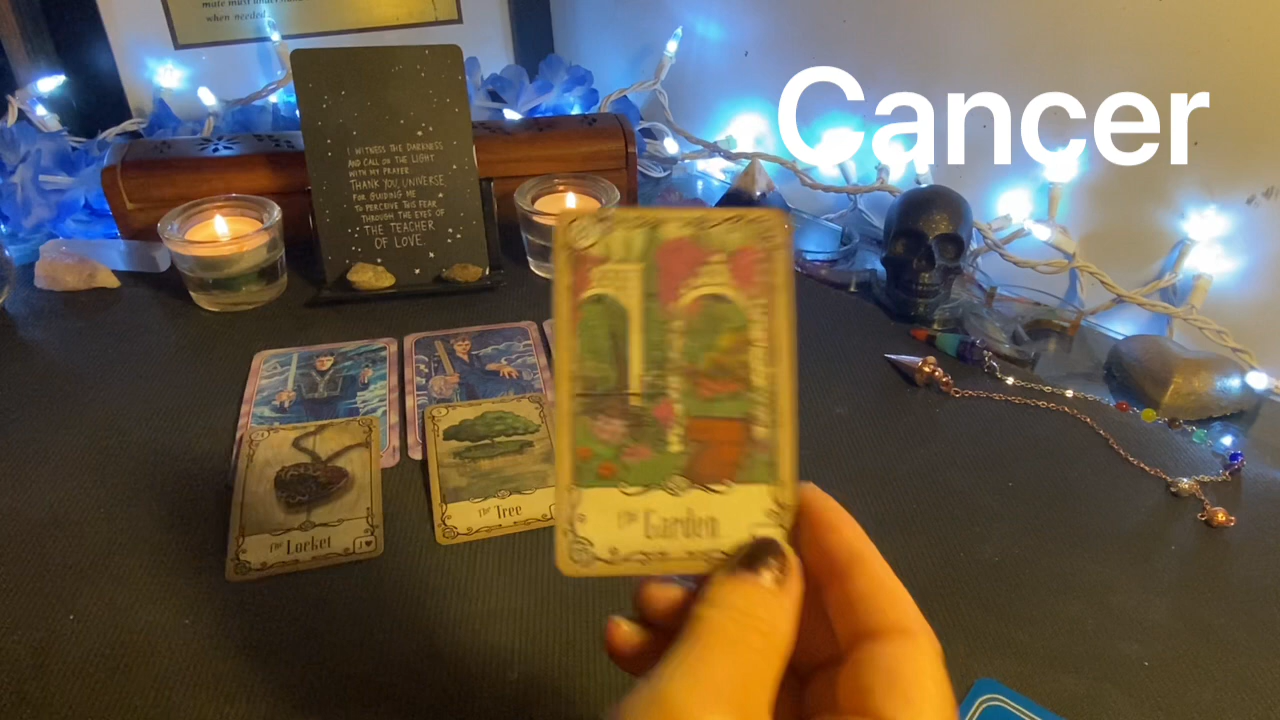 when needed
Cancer
I WITNESS THE DARKNESS
AND CALL ON THE LIGHT
WITH MY PRAYER.
THANK YOU, UNIVERSE,
FOR GUIDING ME
TO PERCEIVE THIS FEAR
THROUGH THE EYES OF
THE TEACHER
OF LOVE.
The Locket
J
The Tree
The Garden